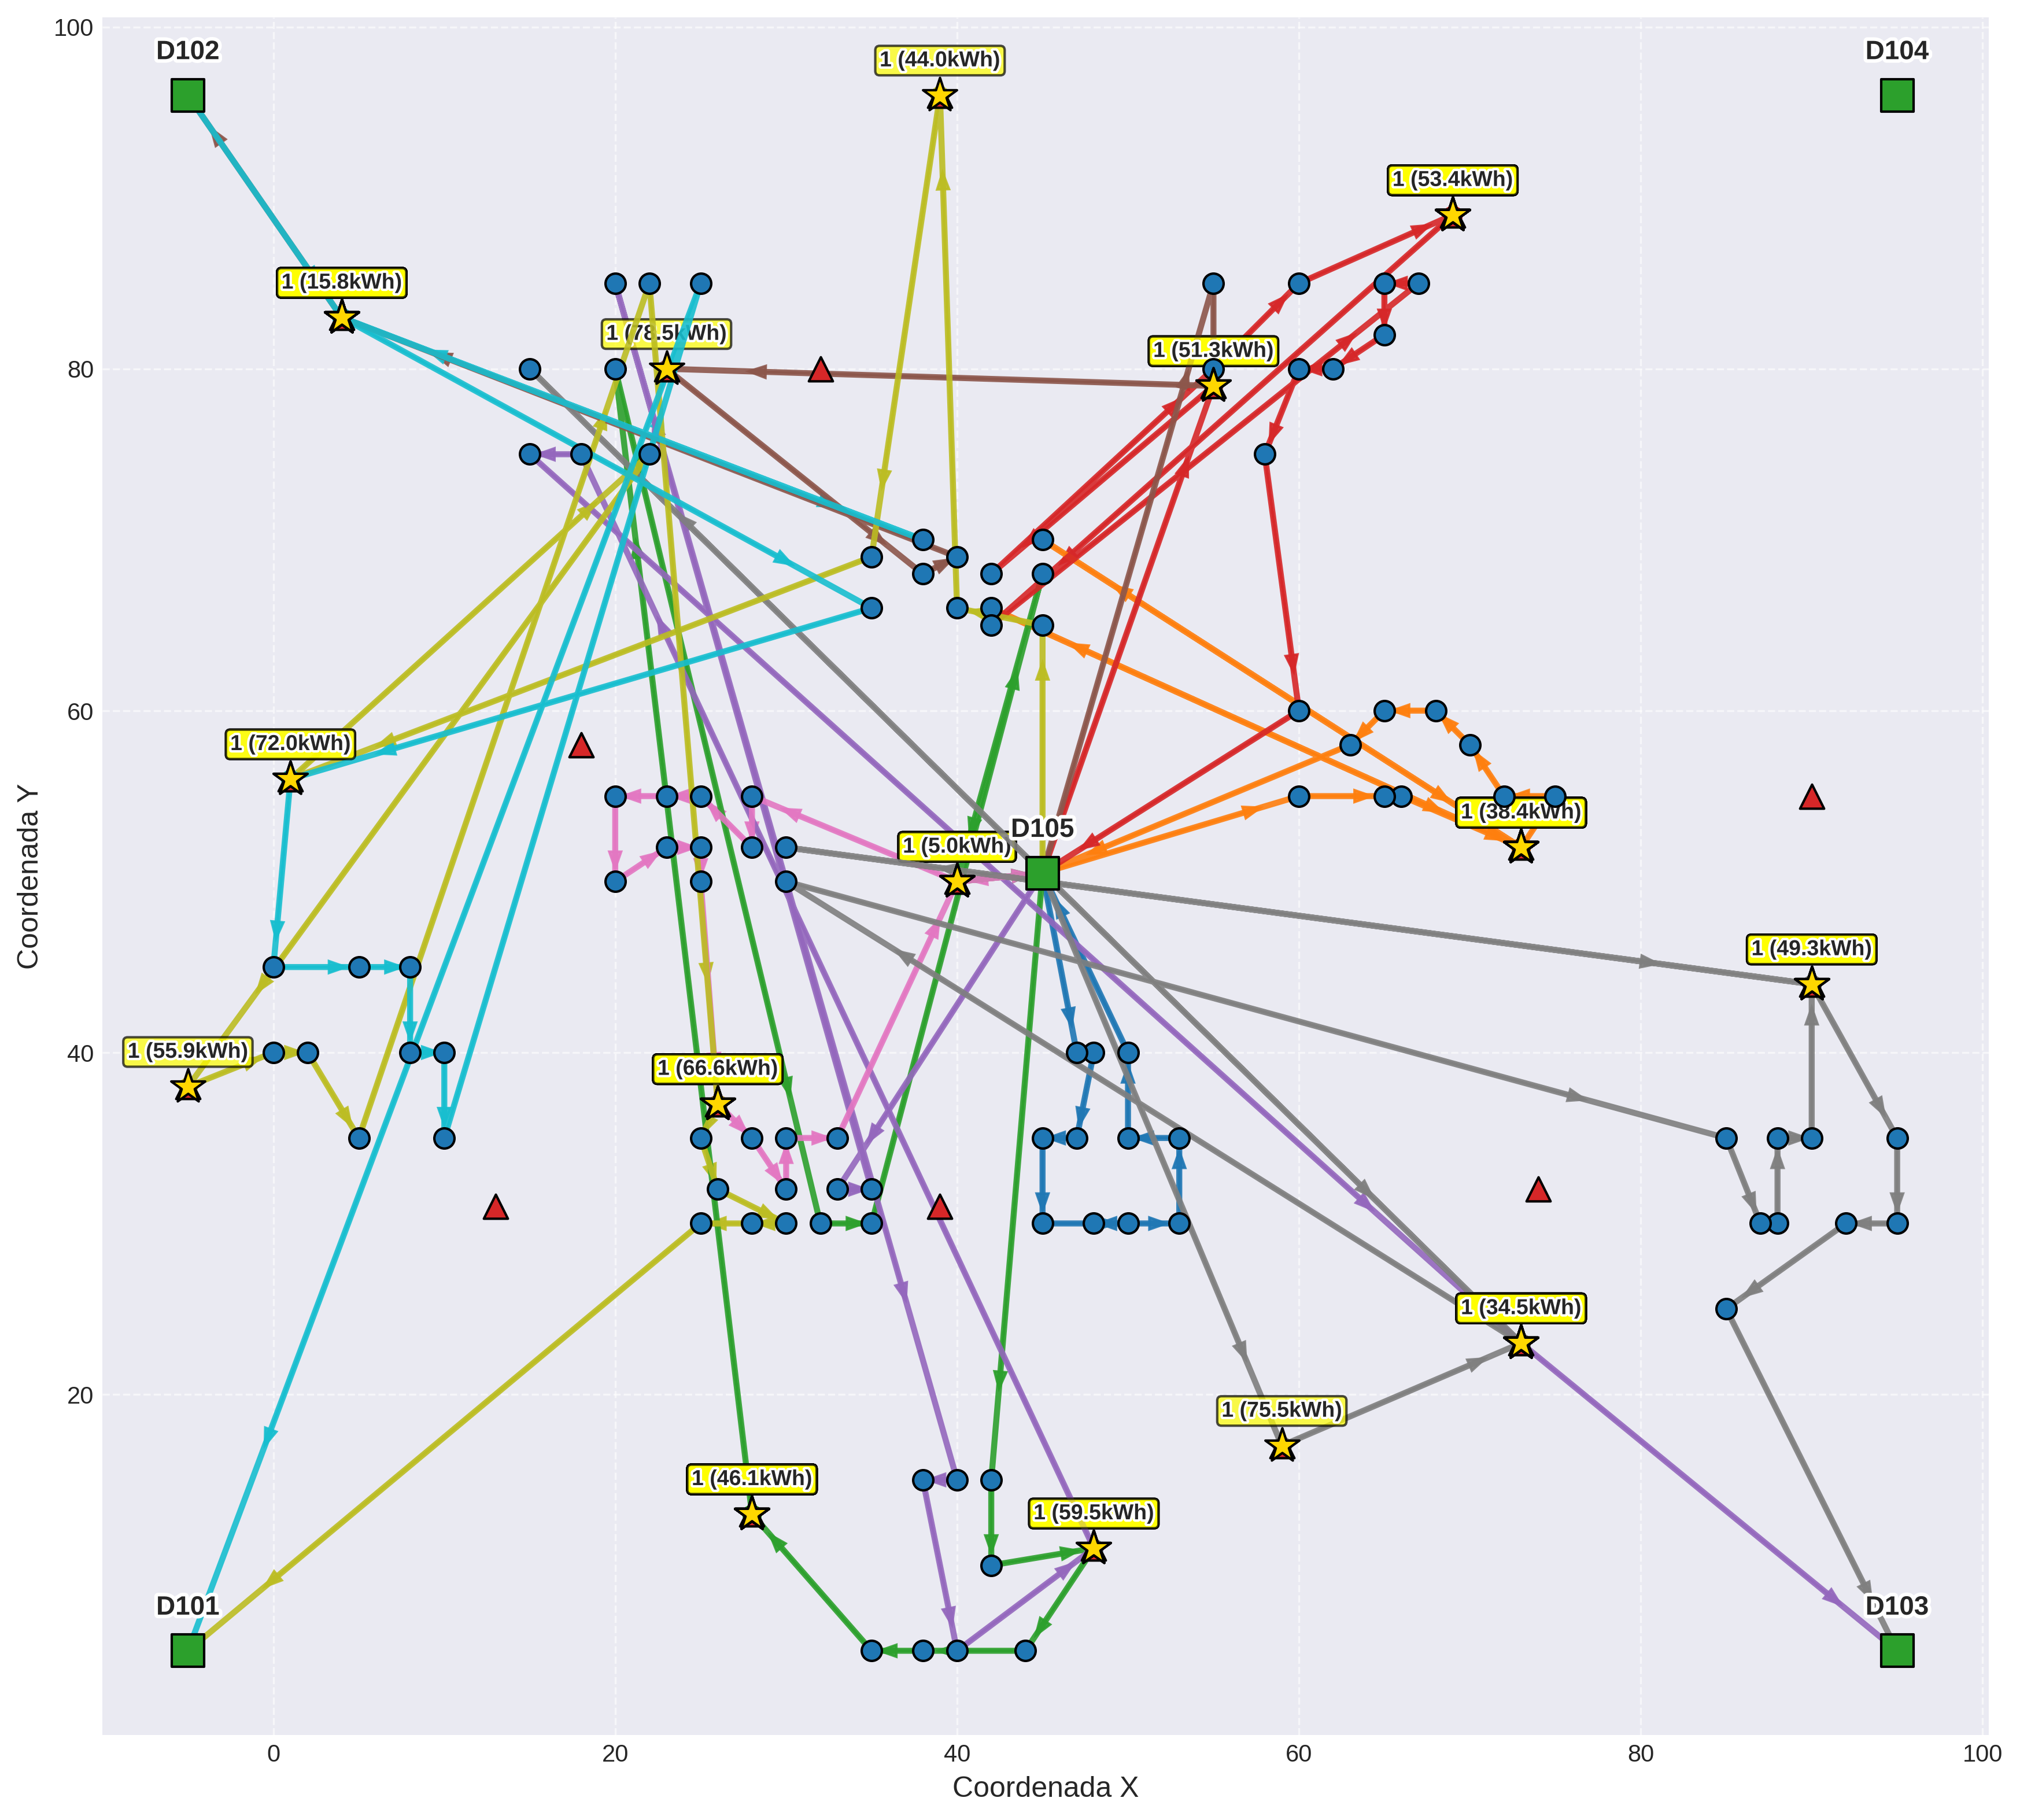 100
D102
D104
1 (44.0kWh)
1 (53.4kWh)
1 (15.8kWh)
1 (78.5kWh)
1 (51.3kWh)
80
60
1 (72.0kWh)
1 (38.4kWh)
D105
1 (5.0kWh)
Coordenada Y
1 (49.3kWh)
40
1 (55.9kWh)
1 (66.6kWh)
1 (34.5kWh)
20
1 (75.5kWh)
1 (46.1kWh)
1 (59.5kWh)
D101
D103
0
20
40
60
80
100
Coordenada X